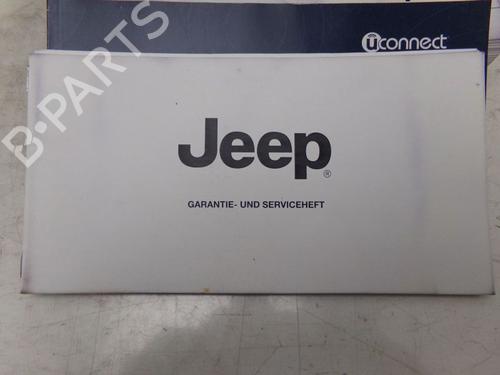 uconnect
Jeep®
GARANTIE- UND SERVICEHEFT
B-PARTS